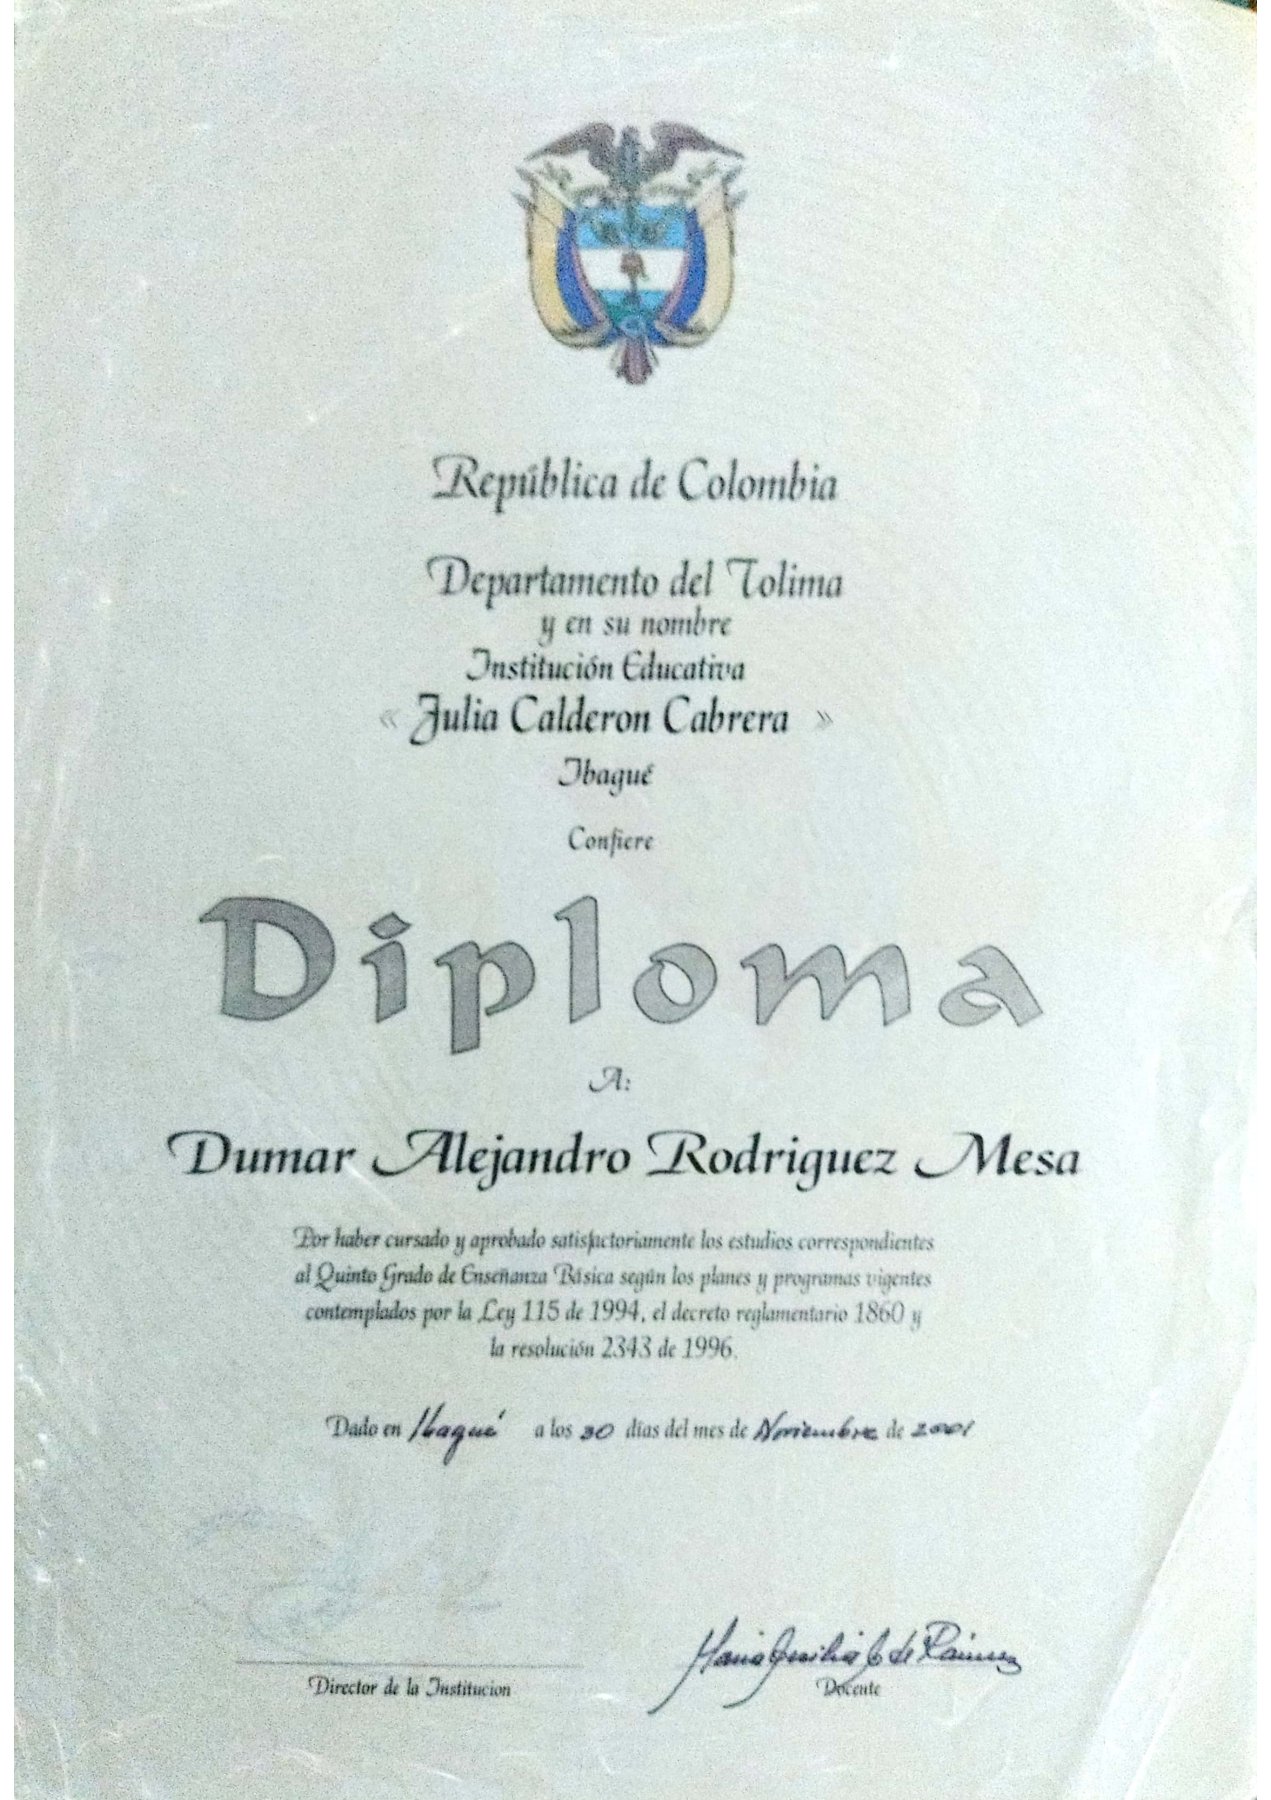 República de Colombia
Departamento del Tolima
y en su nombre
Institución Educativa
« Julia Calderon Cabrera »
Ibagué
Confiere
Diploma
A:
Dumar Alejandro Rodriguez Mesa
Por haber cursado y aprobado satisfactoriamente los estudios correspondientes
al Quinto Grado de Enseñanza Básica según los planes y programas vigentes
contemplados por la Ley 115 de 1994, el decreto reglamentario 1860 y
la resolución 2343 de 1996.
Dado en Ibagué a los 30 días del mes de Noviembre de 2001
Maria de Ramirez
Director de la Institucion
Docente